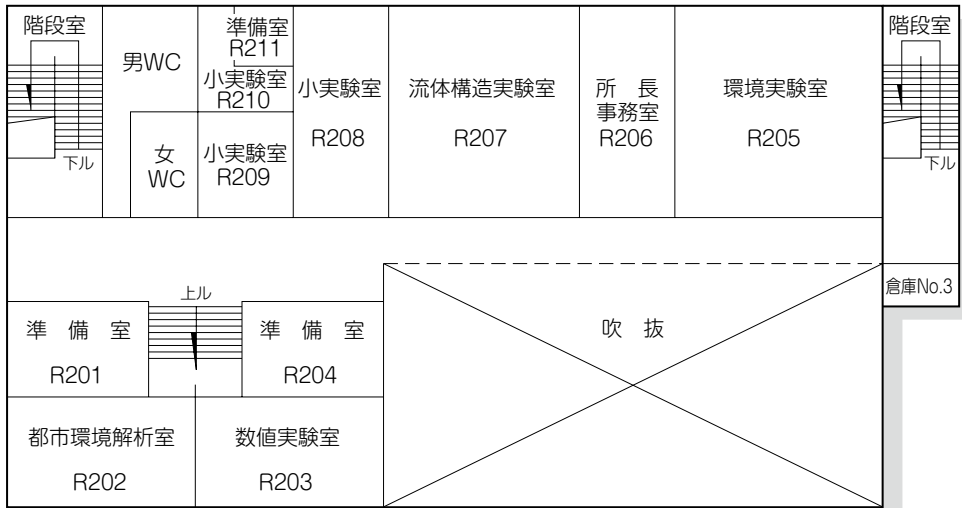 階段室
下ル
男WC
女
WC
準備室
R211
小実験室
R210
小実験室
R209
小実験室
R208
流体構造実験室
R207
所 長
事務室
R206
環境実験室
R205
階段室
下ル
倉庫No.3
準 備 室
R201
上ル
準 備 室
R204
吹 抜
都市環境解析室
R202
数値実験室
R203